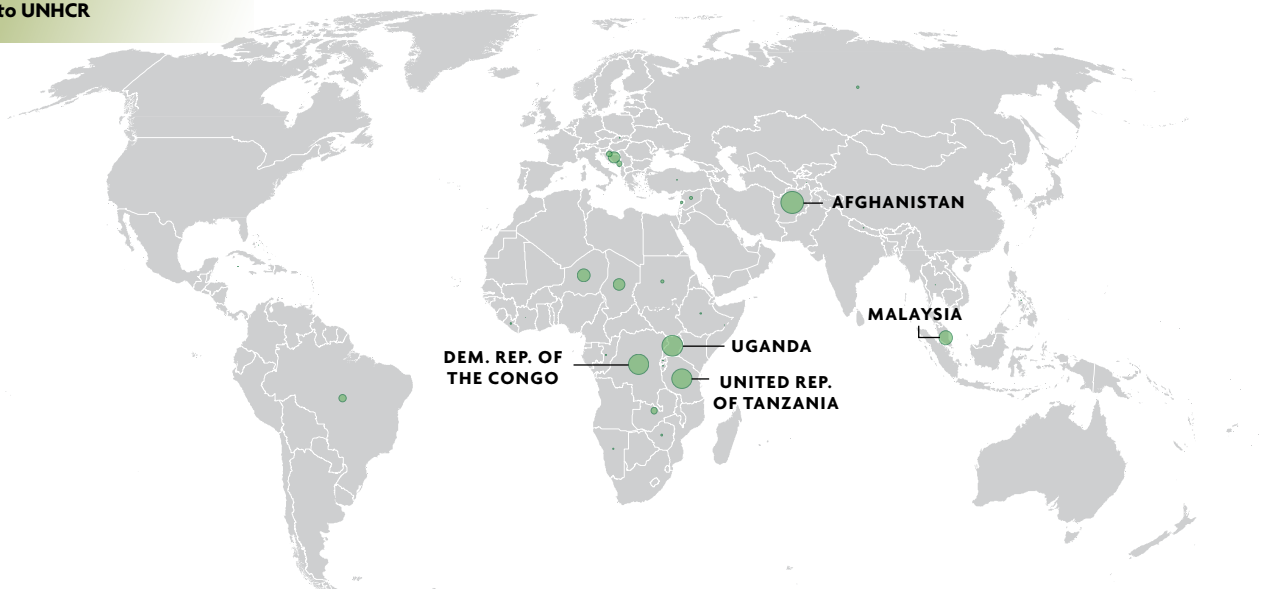 to UNHCR
AFGHANISTAN
MALAYSIA
UGANDA
DEM. REP. OF
THE CONGO
UNITED REP.
OF TANZANIA